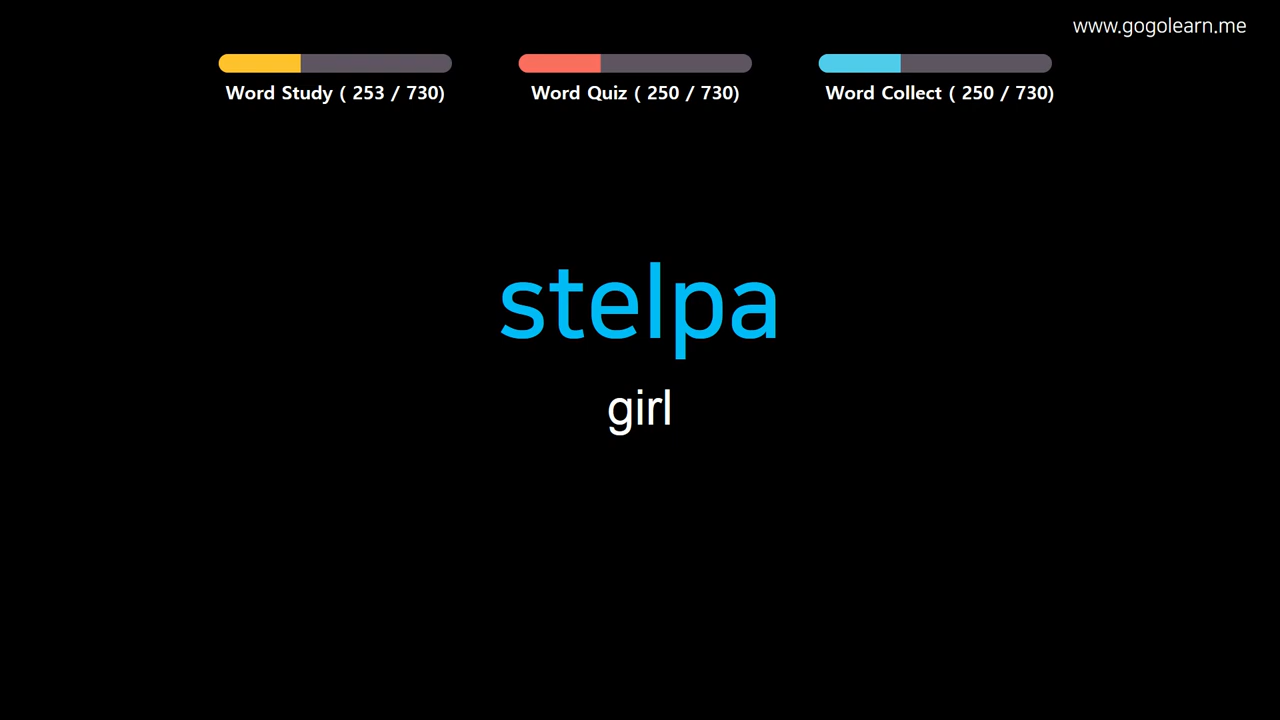 www.gogolearn.me
Word Study ( 253 / 730)
Word Quiz ( 250 / 730)
Word Collect ( 250 / 730)
stelpa
girl